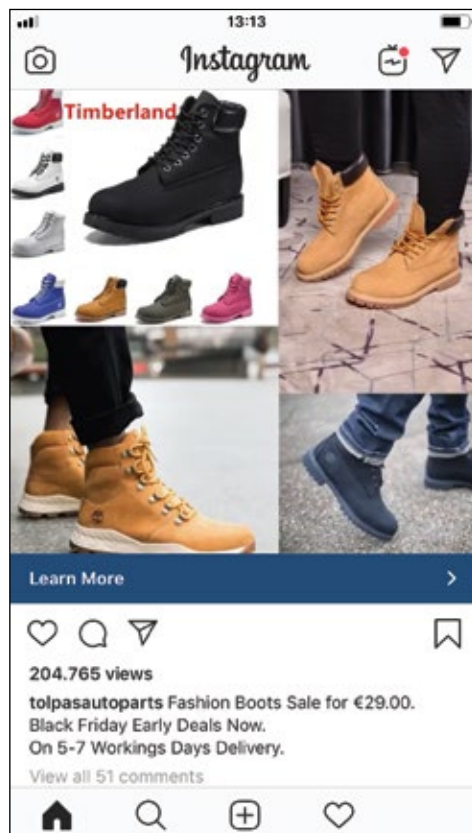 13:13
Instagram
Timberland
Learn More
204.765 views
tolpasautoparts Fashion Boots Sale for €29.00.
Black Friday Early Deals Now.
On 5-7 Workings Days Delivery.
View all 51 comments